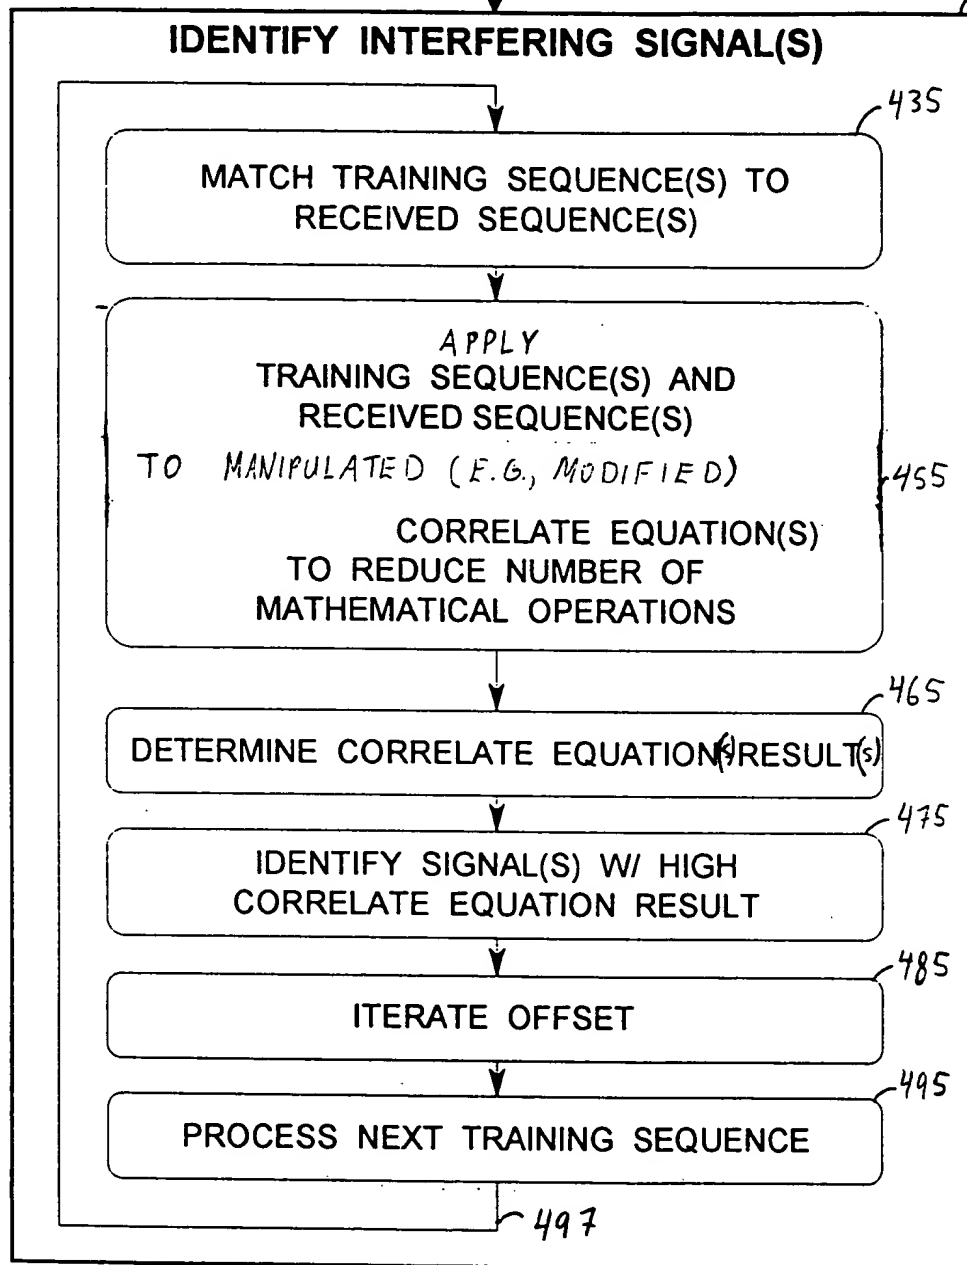 IDENTIFY INTERFERING SIGNAL(S)
435
MATCH TRAINING SEQUENCE(S) TO
RECEIVED SEQUENCE(S)
APPLY
TRAINING SEQUENCE(S) AND
RECEIVED SEQUENCE(S)
TO MANIPULATED (E.G., MODIFIED)
455
CORRELATE EQUATION(S)
TO REDUCE NUMBER OF
MATHEMATICAL OPERATIONS
465
DETERMINE CORRELATE EQUATION(S) RESULT(S)
475
IDENTIFY SIGNAL(S) W/ HIGH
CORRELATE EQUATION RESULT
485
ITERATE OFFSET
495
PROCESS NEXT TRAINING SEQUENCE
497